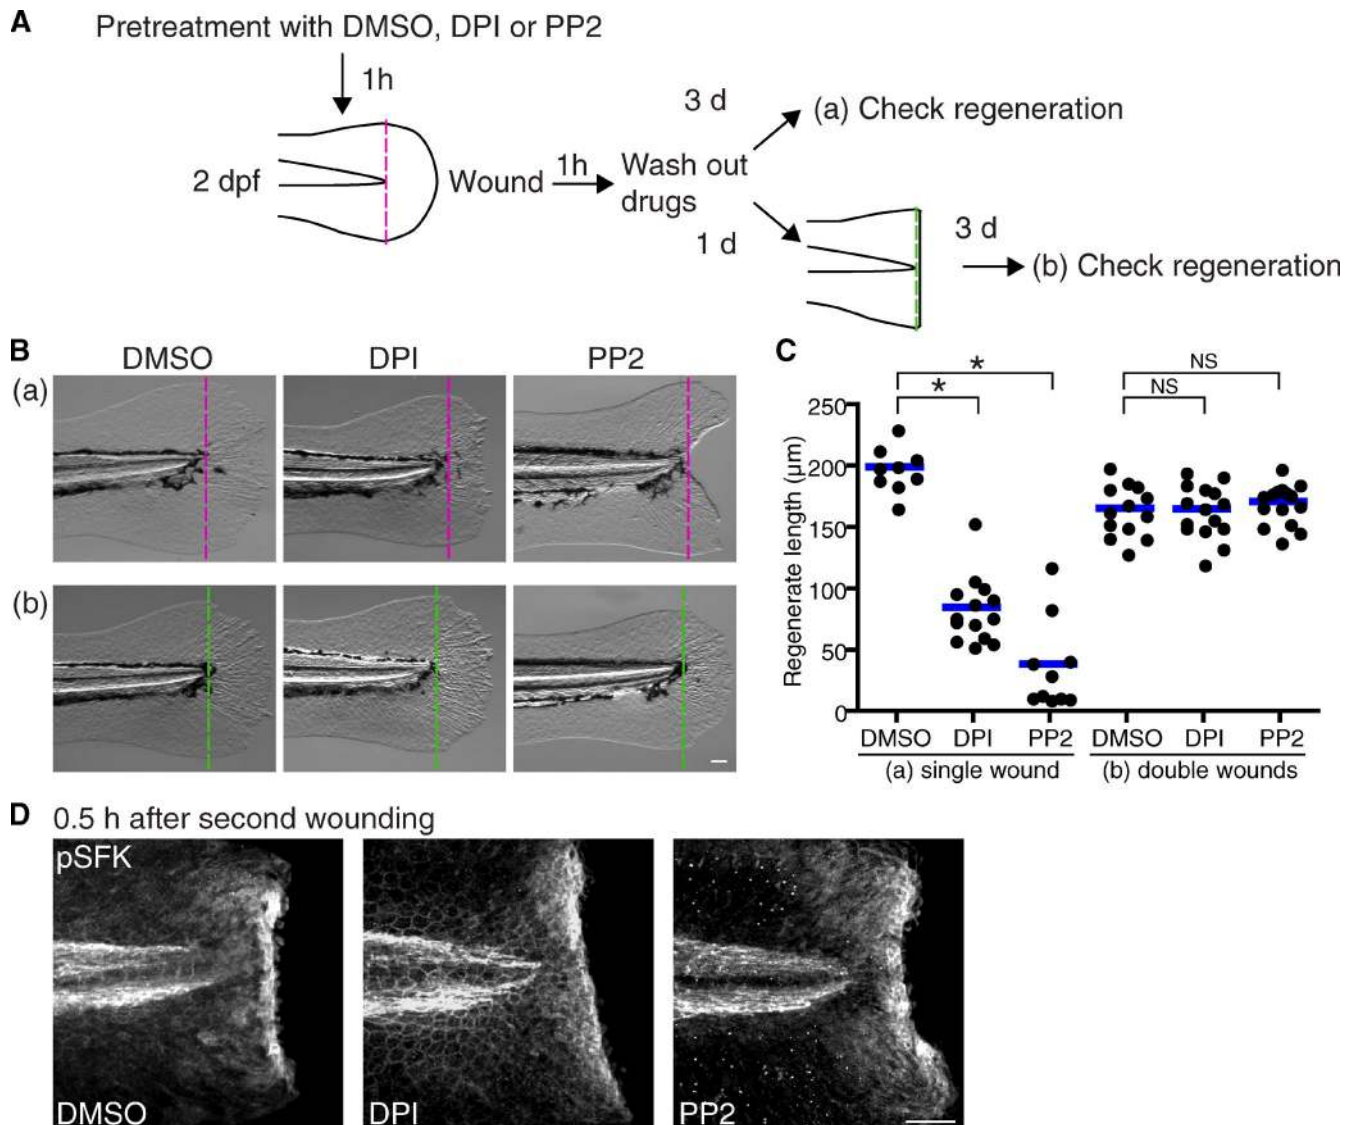 A
Pretreatment with DMSO, DPI or PP2
1h
2 dpf
Wound
1h
Wash out
drugs
3 d
(a) Check regeneration
1 d
3 d
(b) Check regeneration
B
DMSO DPI PP2
(a)
(b)
C
* *
NS
NS
Regenerate length (μm)
250
200
150
100
50
0
DMSO DPI PP2 DMSO DPI PP2
(a) single wound (b) double wounds
D 0.5 h after second wounding
pSFK
DMSO DPI PP2